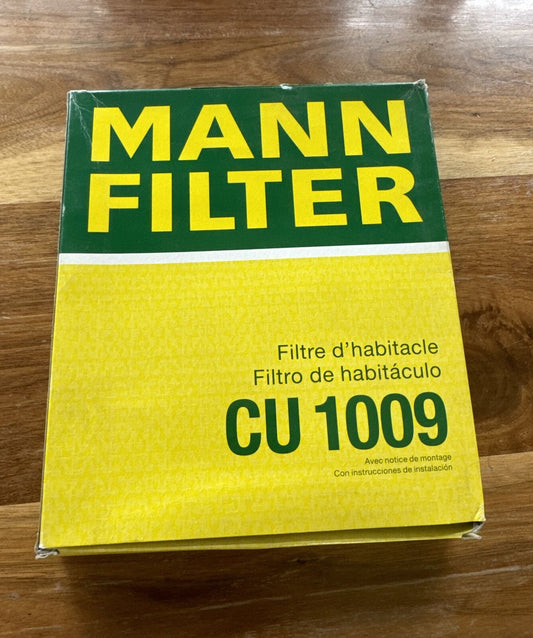 MANN
FILTER
Filtre d'habitacle
Filtro de habitáculo
CU 1009
Avec notice de montage
Con instrucciones de instalación